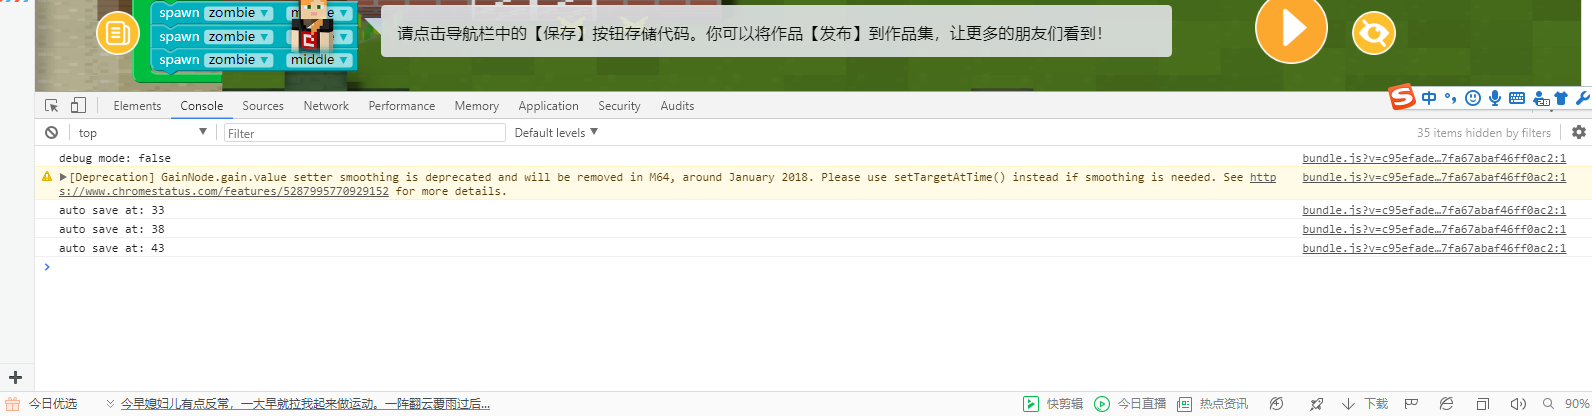 spawn zombie
spawn zombie
spawn zombie middle
请点击导航栏中的【保存】按钮存储代码。你可以将作品【发布】到作品集，让更多的朋友们看到！
Elements Console Sources Network Performance Memory Application Security Audits
中
top Filter Default levels 35 items hidden by filters
debug mode: false bundle.js?v=c95efade…7fa67abaf46ff0ac2:1
[Deprecation] GainNode.gain.value setter smoothing is deprecated and will be removed in M64, around January 2018. Please use setTargetAtTime() instead if smoothing is needed. See http bundle.js?v=c95efade…7fa67abaf46ff0ac2:1
s://www.chromestatus.com/features/5287995770929152 for more details.
auto save at: 33 bundle.js?v=c95efade…7fa67abaf46ff0ac2:1
auto save at: 38 bundle.js?v=c95efade…7fa67abaf46ff0ac2:1
auto save at: 43 bundle.js?v=c95efade…7fa67abaf46ff0ac2:1
今日优选 今早媳妇儿有点反常，一大早就拉我起来做运动。一阵翻云覆雨过后... 快剪辑 今日直播 热点资讯 下载 90%